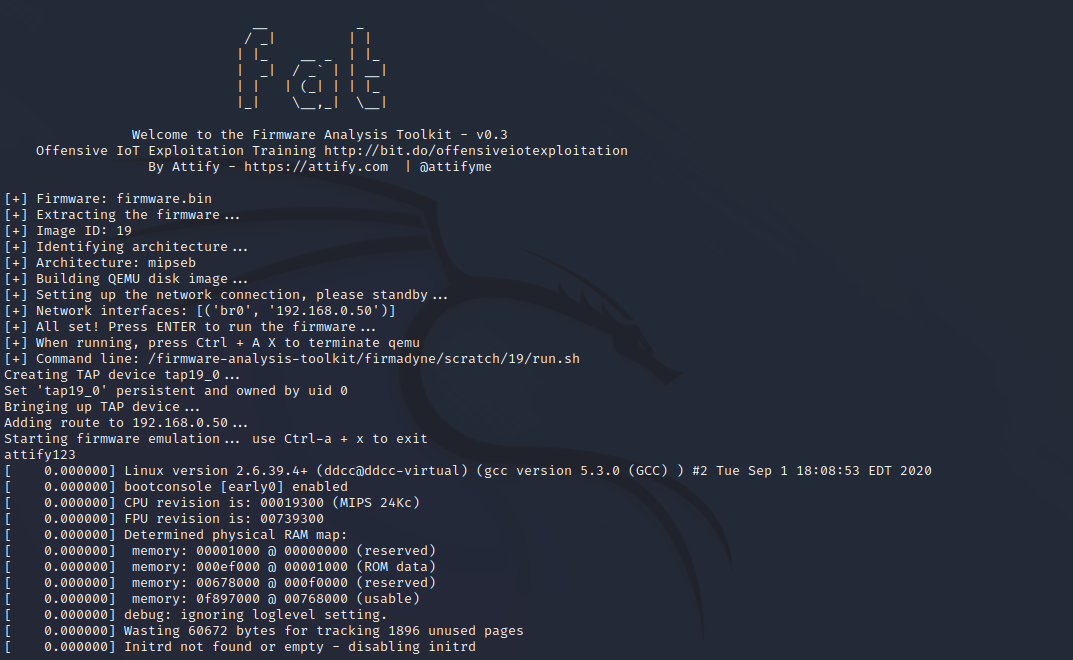 fat
Welcome to the Firmware Analysis Toolkit - v0.3
Offensive IoT Exploitation Training http://bit.do/offensiveiotexploitation
By Attify - https://attify.com  | @attifyme
[+] Firmware: firmware.bin
[+] Extracting the firmware...
[+] Image ID: 19
[+] Identifying architecture...
[+] Architecture: mipseb
[+] Building QEMU disk image...
[+] Setting up the network connection, please standby...
[+] Network interfaces: [('br0', '192.168.0.50')]
[+] All set! Press ENTER to run the firmware...
[+] When running, press Ctrl + A X to terminate qemu
[+] Command line: /firmware-analysis-toolkit/firmadyne/scratch/19/run.sh
Creating TAP device tap19_0...
Set 'tap19_0' persistent and owned by uid 0
Bringing up TAP device...
Adding route to 192.168.0.50...
Starting firmware emulation... use Ctrl-a + x to exit
attify123
[    0.000000] Linux version 2.6.39.4+ (ddcc@ddcc-virtual) (gcc version 5.3.0 (GCC) ) #2 Tue Sep 1 18:08:53 EDT 2020
[    0.000000] bootconsole [early0] enabled
[    0.000000] CPU revision is: 00019300 (MIPS 24Kc)
[    0.000000] FPU revision is: 00739300
[    0.000000] Determined physical RAM map:
[    0.000000]  memory: 00001000 @ 00000000 (reserved)
[    0.000000]  memory: 000ef000 @ 00001000 (ROM data)
[    0.000000]  memory: 00678000 @ 000f0000 (reserved)
[    0.000000]  memory: 0f897000 @ 00768000 (usable)
[    0.000000] debug: ignoring loglevel setting.
[    0.000000] Wasting 60672 bytes for tracking 1896 unused pages
[    0.000000] Initrd not found or empty - disabling initrd